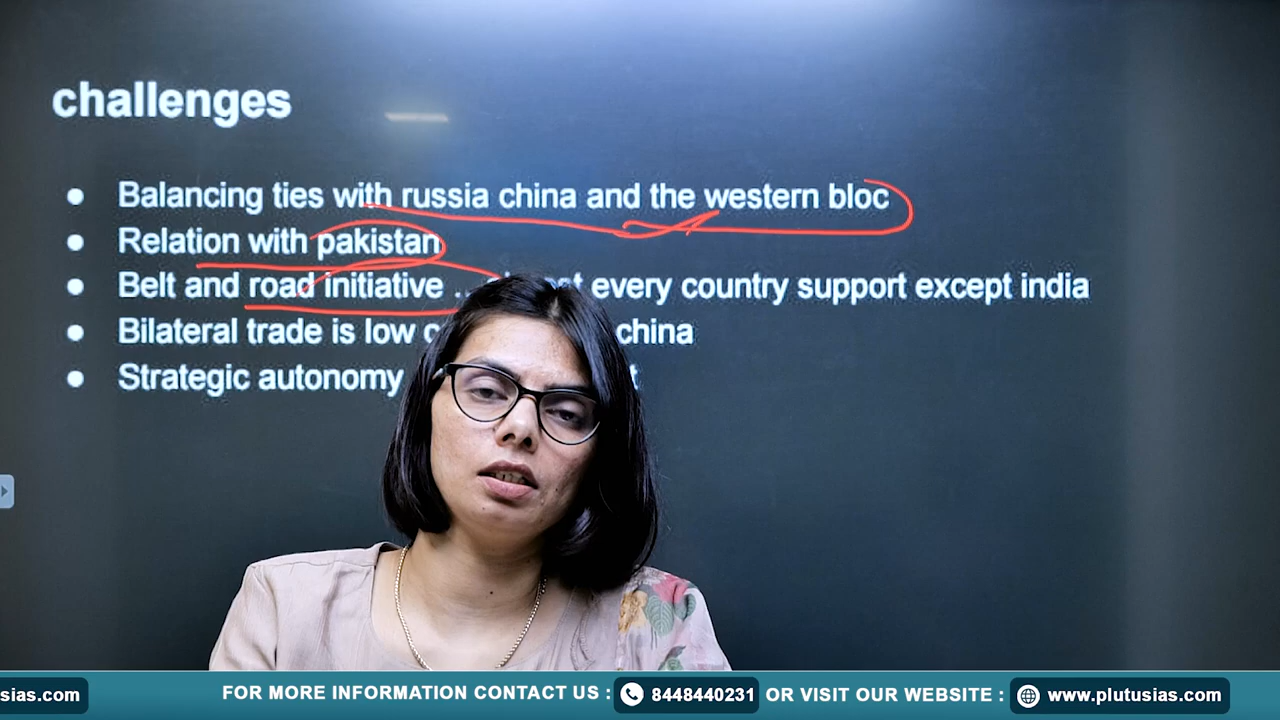 challenges
● Balancing ties with russia china and the western bloc
● Relation with pakistan
● Belt and road initiative .. every country support except india
● Bilateral trade is low china
● Strategic autonomy
sias.com FOR MORE INFORMATION CONTACT US : 8448440231 OR VISIT OUR WEBSITE : www.plutusias.com